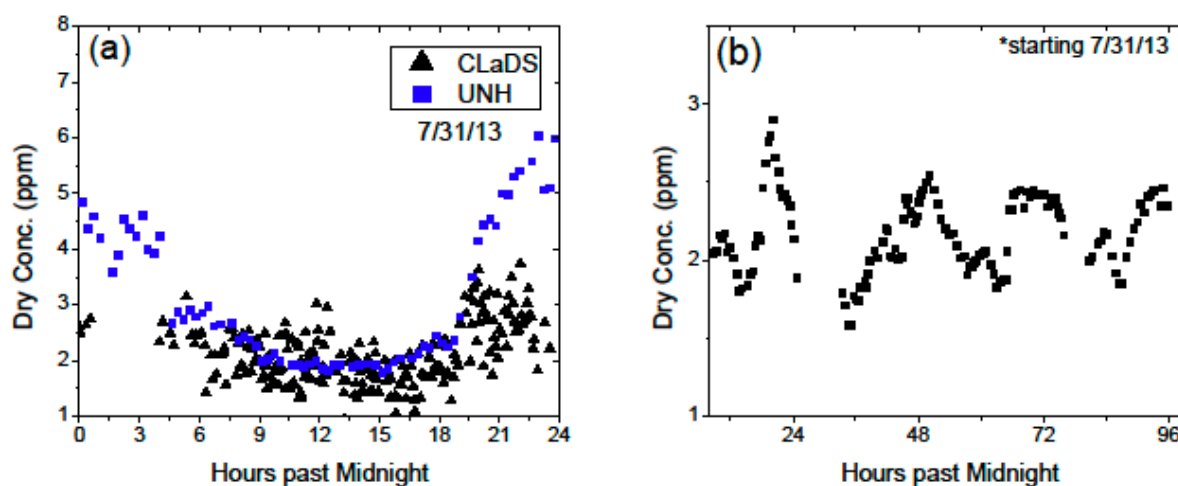 (a)
CLaDS
UNH
7/31/13
8
7
6
5
4
3
2
1
Dry Conc. (ppm)
0 3 6 9 12 15 18 21 24
Hours past Midnight
(b)
*starting 7/31/13
3
2
1
Dry Conc. (ppm)
24 48 72 96
Hours past Midnight